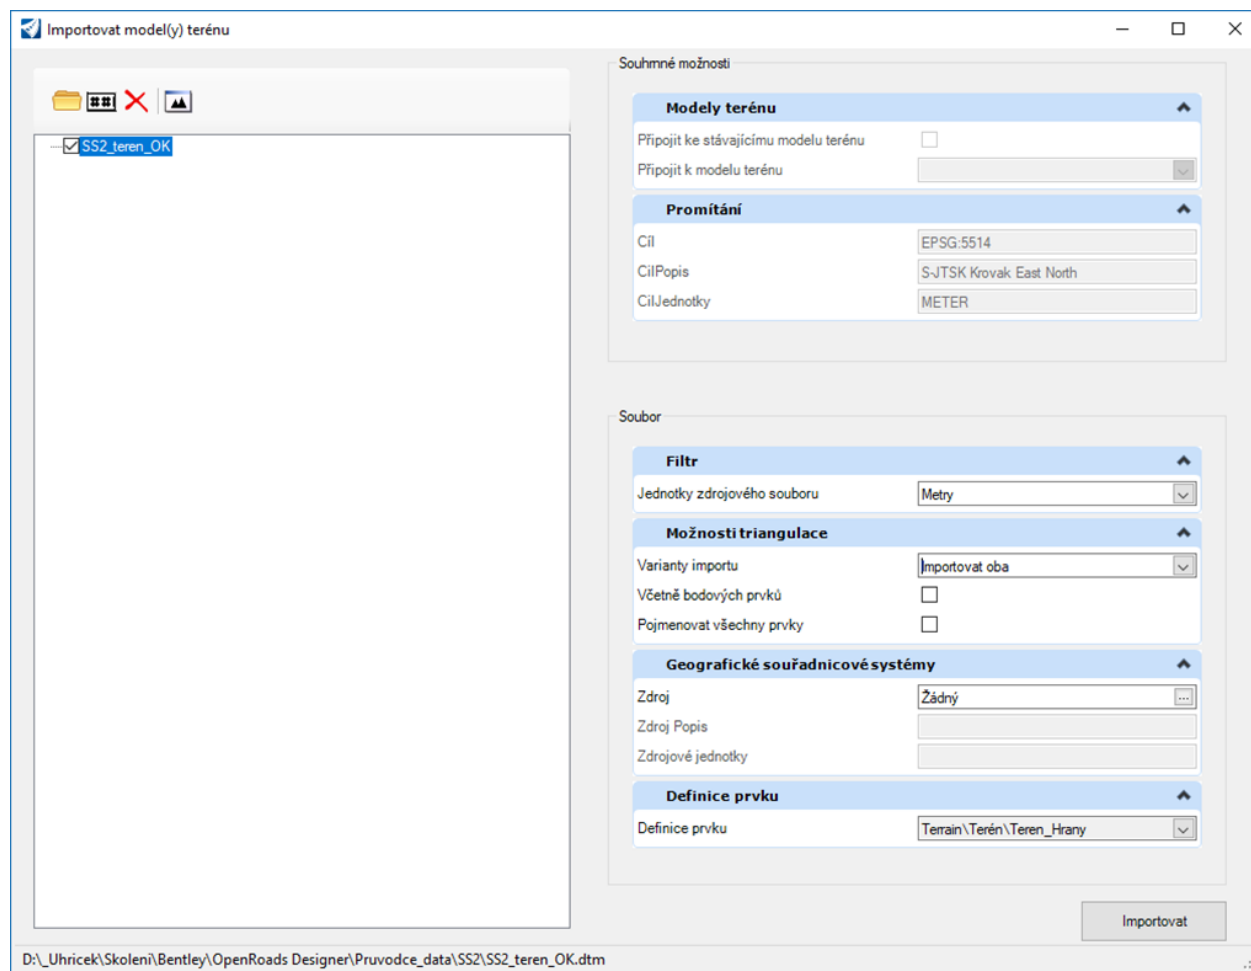 Importovat model(y) terénu
SS2_teren_OK
Souhrnné možnosti
Modely terénu
Připojit ke stávajícímu modelu terénu
Připojit k modelu terénu
Promítání
Cíl EPSG:5514
CílPopis S-JTSK Krovak East North
CílJednotky METER
Soubor
Filtr
Jednotky zdrojového souboru Metry
Možnosti triangulace
Varianty importu Importovat oba
Včetně bodových prvků
Pojmenovat všechny prvky
Geografické souřadnicové systémy
Zdroj Žádný ...
Zdroj Popis
Zdrojové jednotky
Definice prvku
Definice prvku Terrain\Terén\Teren_Hrany
Importovat
D:\_Uhricek\Skoleni\Bentley\OpenRoads Designer\Pruvodce_data\SS2\SS2_teren_OK.dtm